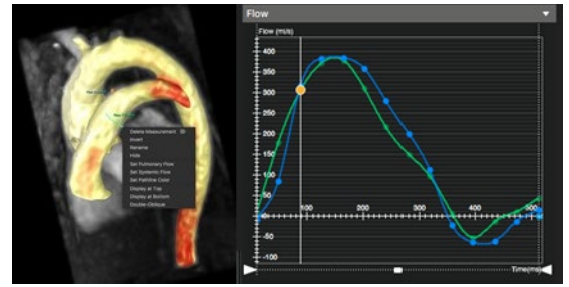 Flow
Flow (ml/s)
400
350
300
250
200
150
100
50
-50
-100
100
200
300
400
500
Time(ms)
Delete Measurement
Invert
Rename
Hide
Set Pulmonary Flow
Set Systemic Flow
Set Pathline Color
Display at Top
Display at Bottom
Double-Oblique